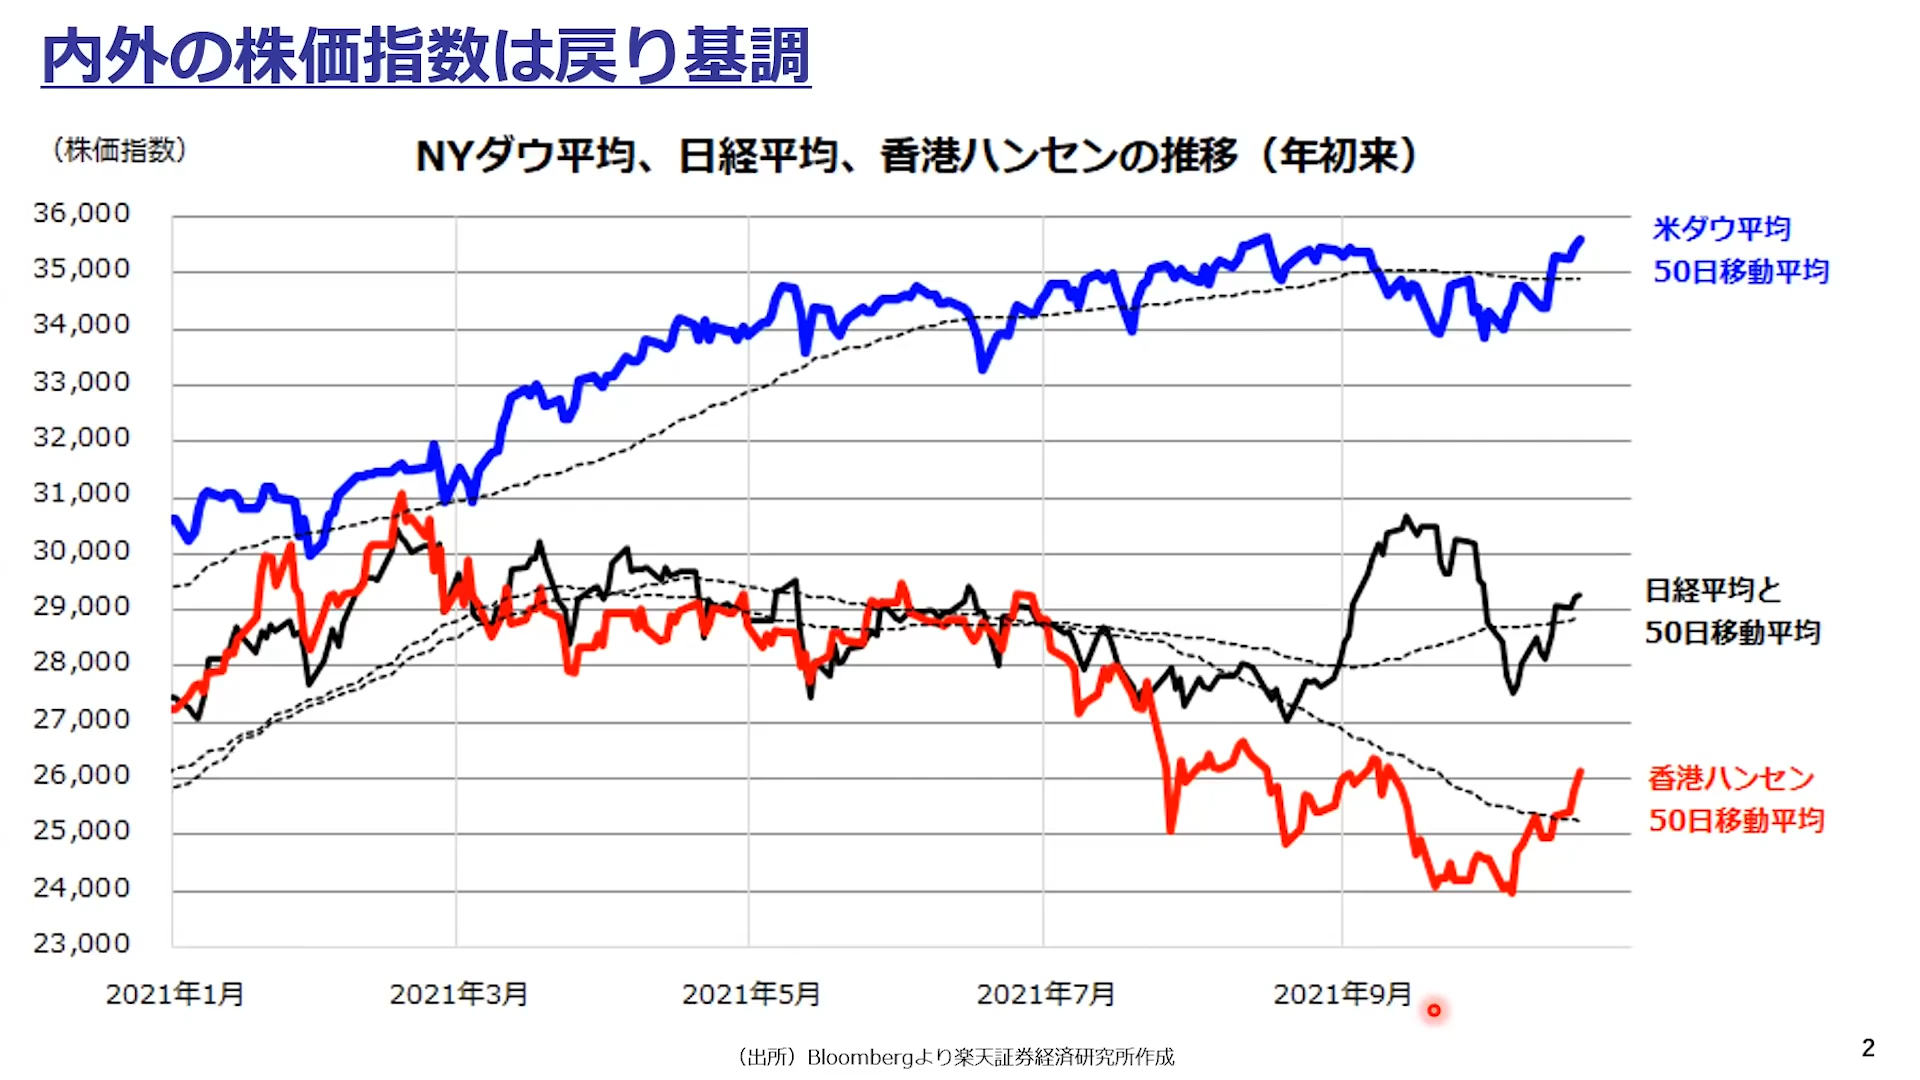 内外の株価指数は戻り基調
（株価指数）
NYダウ平均、日経平均、香港ハンセンの推移（年初来）
36,000
35,000
34,000
33,000
32,000
31,000
30,000
29,000
28,000
27,000
26,000
25,000
24,000
23,000
米ダウ平均
50日移動平均
日経平均と
50日移動平均
香港ハンセン
50日移動平均
2021年1月
2021年3月
2021年5月
2021年7月
2021年9月
（出所）Bloombergより楽天証券経済研究所作成
2